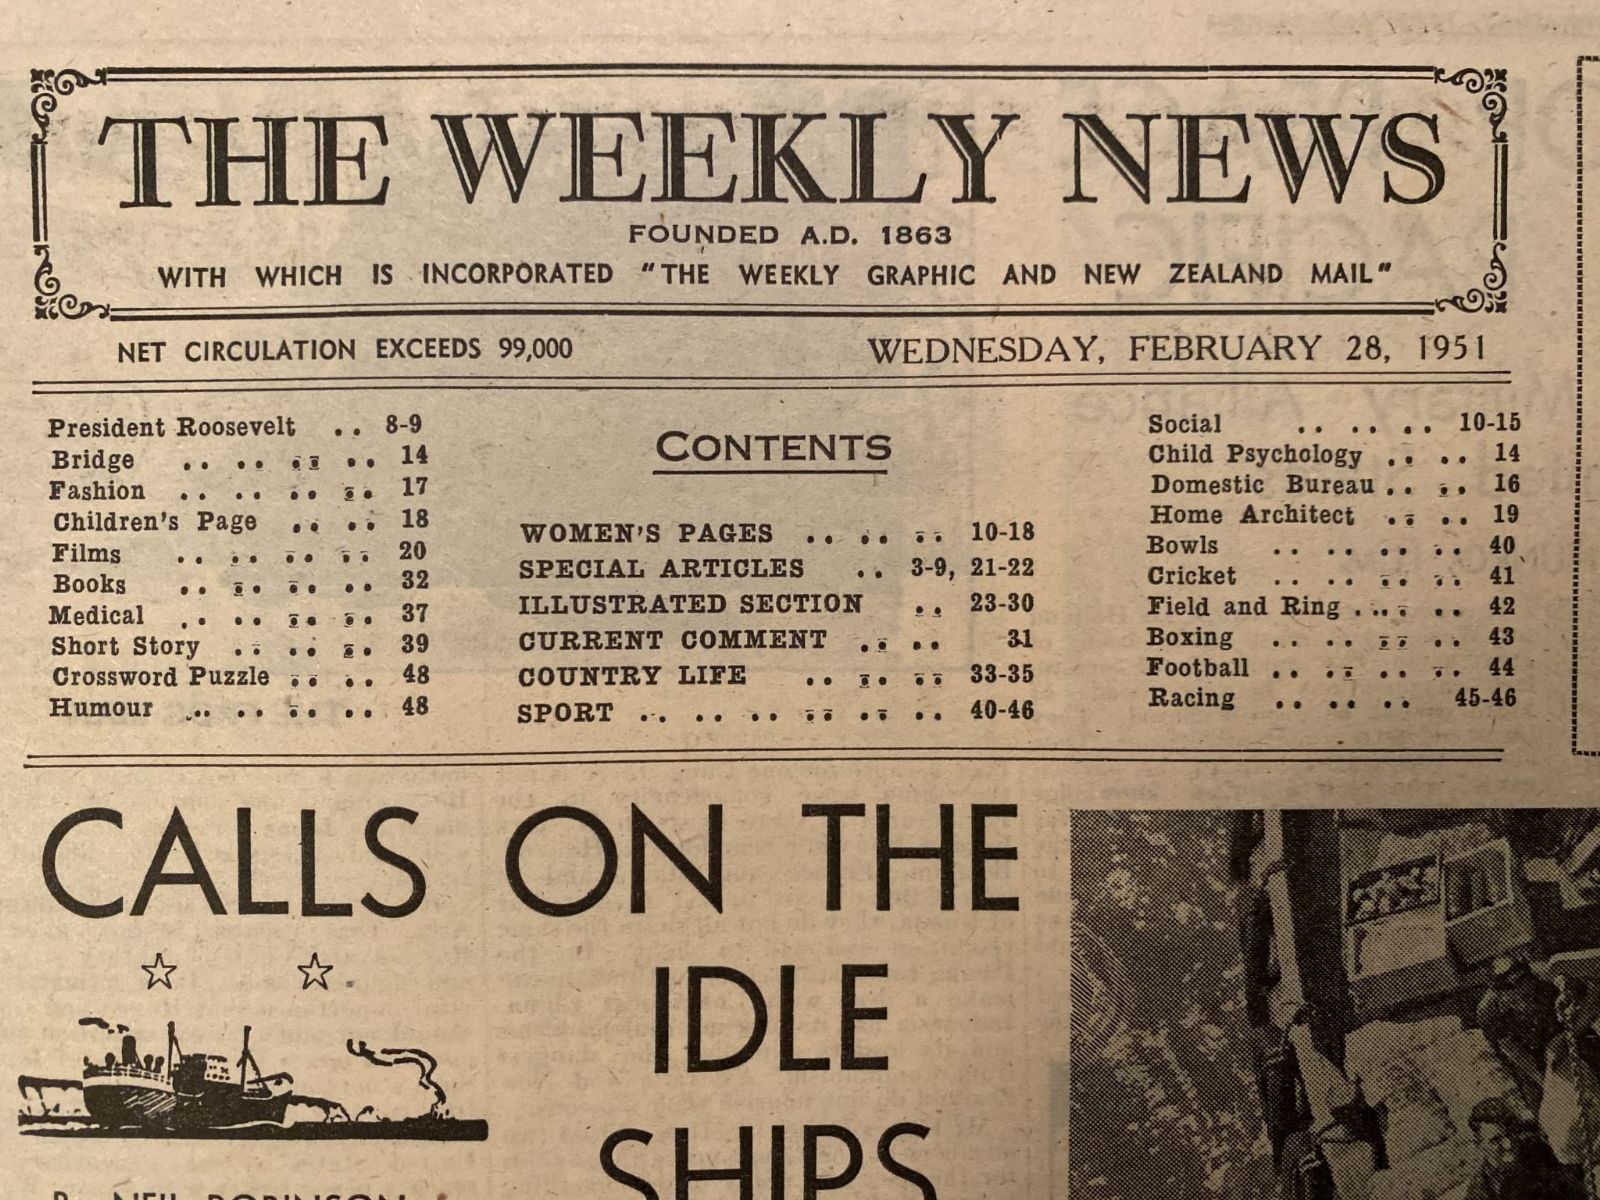 THE WEEKLY NEWS
FOUNDED A.D. 1863
WITH WHICH IS INCORPORATED "THE WEEKLY GRAPHIC AND NEW ZEALAND MAIL"
NET CIRCULATION EXCEEDS 99,000
WEDNESDAY, FEBRUARY 28, 1951
President Roosevelt .. 8-9
Bridge .. .. .. .. 14
Fashion .. .. .. .. 17
Children's Page .. .. 18
Films .. .. .. .. 20
Books .. .. .. .. 32
Medical .. .. .. .. 37
Short Story .. .. .. 39
Crossword Puzzle .. .. 48
Humour .. .. .. .. 48
CONTENTS
WOMEN'S PAGES .. .. .. 10-18
SPECIAL ARTICLES .. 3-9, 21-22
ILLUSTRATED SECTION .. 23-30
CURRENT COMMENT .. .. 31
COUNTRY LIFE .. .. .. 33-35
SPORT .. .. .. .. .. .. 40-46
Social .. .. .. 10-15
Child Psychology .. .. 14
Domestic Bureau .. .. 16
Home Architect .. .. 19
Bowls .. .. .. .. 40
Cricket .. .. .. .. 41
Field and Ring .. .. .. 42
Boxing .. .. .. .. 43
Football .. .. .. .. 44
Racing .. .. .. 45-46
CALLS ON THE
IDLE
SHIPS
By NEIL ROBINSON